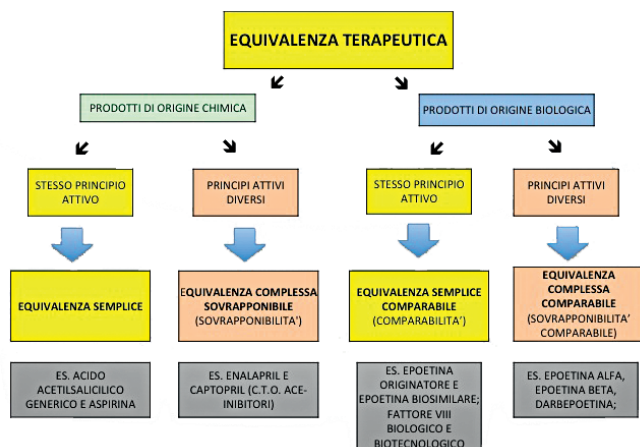 EQUIVALENZA TERAPEUTICA
PRODOTTI DI ORIGINE CHIMICA
PRODOTTI DI ORIGINE BIOLOGICA
STESSO PRINCIPIO
ATTIVO
PRINCIPI ATTIVI
DIVERSI
STESSO PRINCIPIO
ATTIVO
PRINCIPI ATTIVI
DIVERSI
EQUIVALENZA SEMPLICE
EQUIVALENZA COMPLESSA
SOVRAPPONIBILE
(SOVRAPPONIBILITA')
EQUIVALENZA SEMPLICE
COMPARABILE
(COMPARABILITA')
EQUIVALENZA
COMPLESSA
COMPARABILE
(SOVRAPPONIBILITA'
COMPARABILE)
ES. ACIDO
ACETILSALICILICO
GENERICO E ASPIRINA
ES. ENALAPRIL E
CAPTOPRIL (C.T.O. ACE-
INIBITORI)
ES. EPOETINA
ORIGINATORE E
EPOETINA BIOSIMILARE;
FATTORE VIII
BIOLOGICO E
BIOTECNOLOGICO
ES. EPOETINA ALFA,
EPOETINA BETA,
DARBEPOETINA;